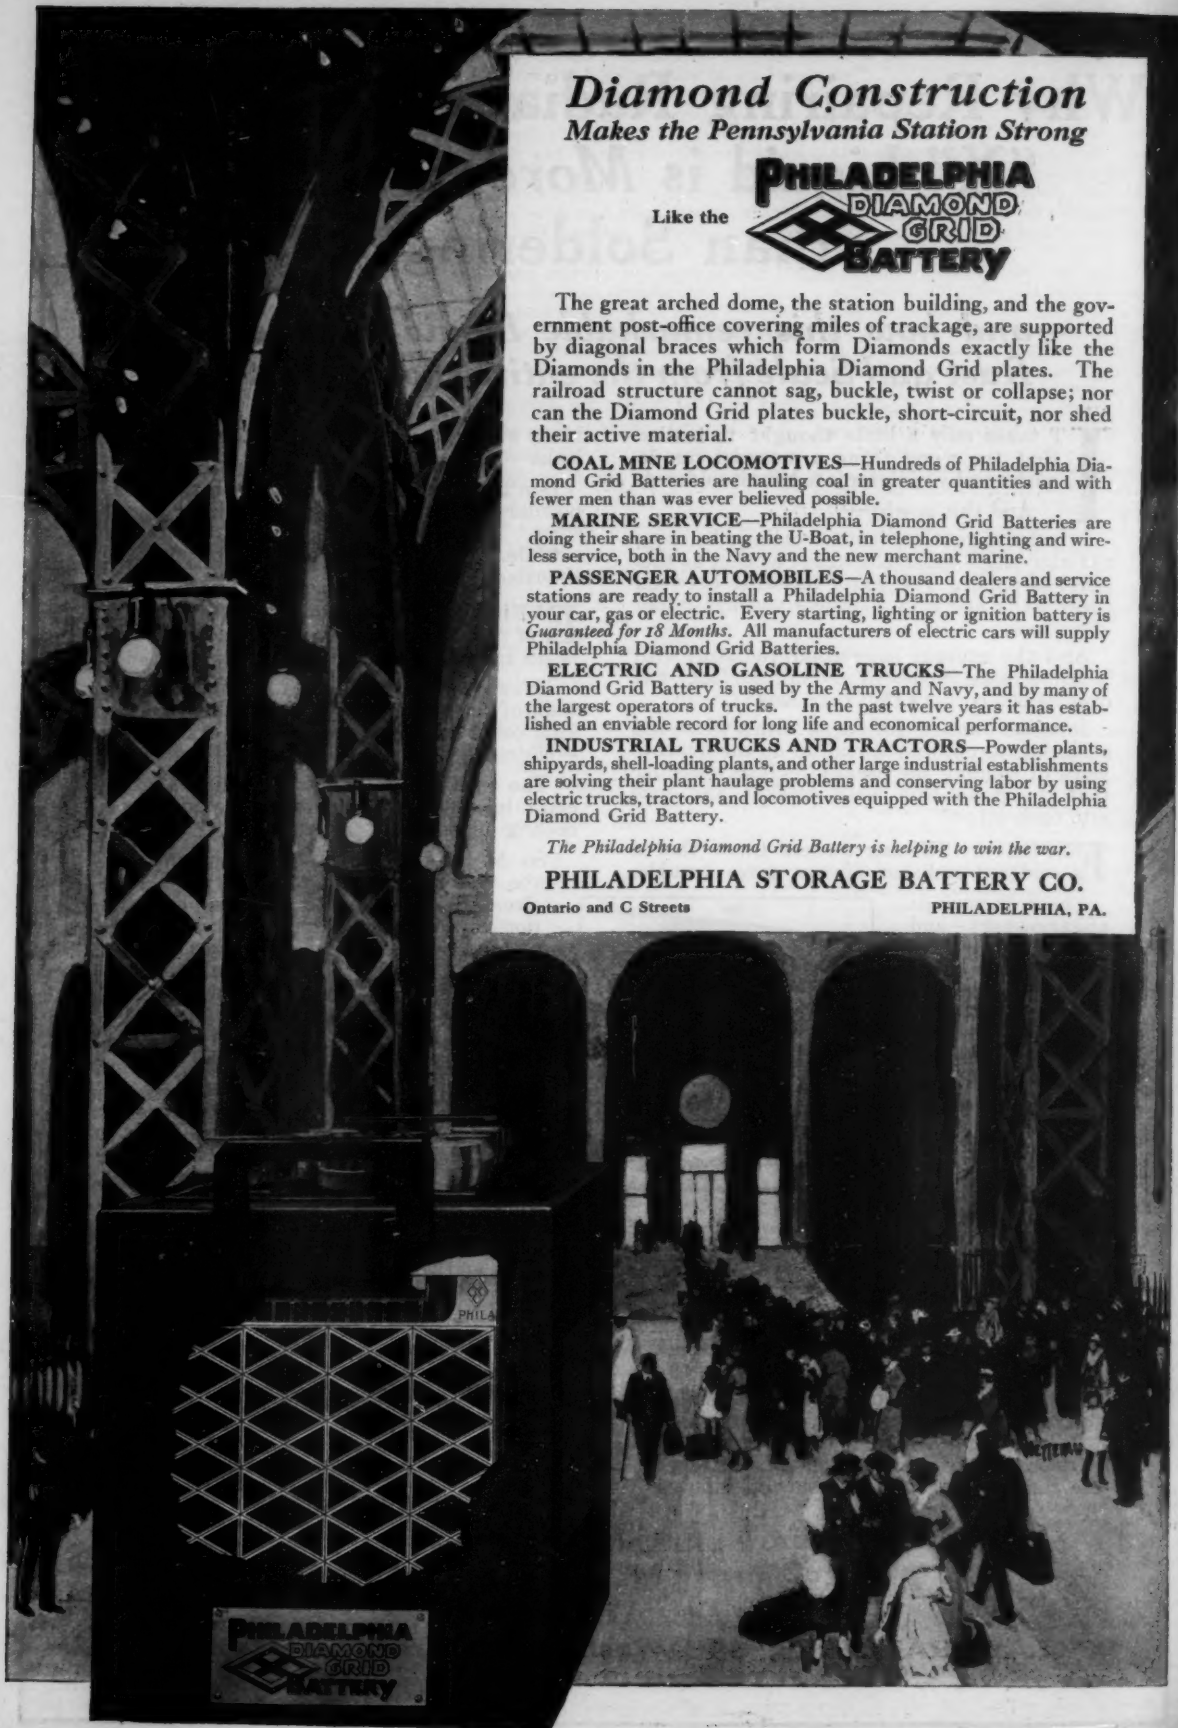 Diamond Construction
Makes the Pennsylvania Station Strong
Like the
PHILADELPHIA
DIAMOND
GRID
BATTERY
The great arched dome, the station building, and the gov-
ernment post-office covering miles of trackage, are supported
by diagonal braces which form Diamonds exactly like the
Diamonds in the Philadelphia Diamond Grid plates. The
railroad structure cannot sag, buckle, twist or collapse; nor
can the Diamond Grid plates buckle, short-circuit, nor shed
their active material.
COAL MINE LOCOMOTIVES—Hundreds of Philadelphia Dia-
mond Grid Batteries are hauling coal in greater quantities and with
fewer men than was ever believed possible.
MARINE SERVICE—Philadelphia Diamond Grid Batteries are
doing their share in beating the U-Boat, in telephone, lighting and wire-
less service, both in the Navy and the new merchant marine.
PASSENGER AUTOMOBILES—A thousand dealers and service
stations are ready to install a Philadelphia Diamond Grid Battery in
your car, gas or electric. Every starting, lighting or ignition battery is
Guaranteed for 18 Months. All manufacturers of electric cars will supply
Philadelphia Diamond Grid Batteries.
ELECTRIC AND GASOLINE TRUCKS—The Philadelphia
Diamond Grid Battery is used by the Army and Navy, and by many of
the largest operators of trucks. In the past twelve years it has estab-
lished an enviable record for long life and economical performance.
INDUSTRIAL TRUCKS AND TRACTORS—Powder plants,
shipyards, shell-loading plants, and other large industrial establishments
are solving their plant haulage problems and conserving labor by using
electric trucks, tractors, and locomotives equipped with the Philadelphia
Diamond Grid Battery.
The Philadelphia Diamond Grid Battery is helping to win the war.
PHILADELPHIA STORAGE BATTERY CO.
Ontario and C Streets PHILADELPHIA, PA.
PHILA
PHILADELPHIA
DIAMOND
GRID
BATTERY